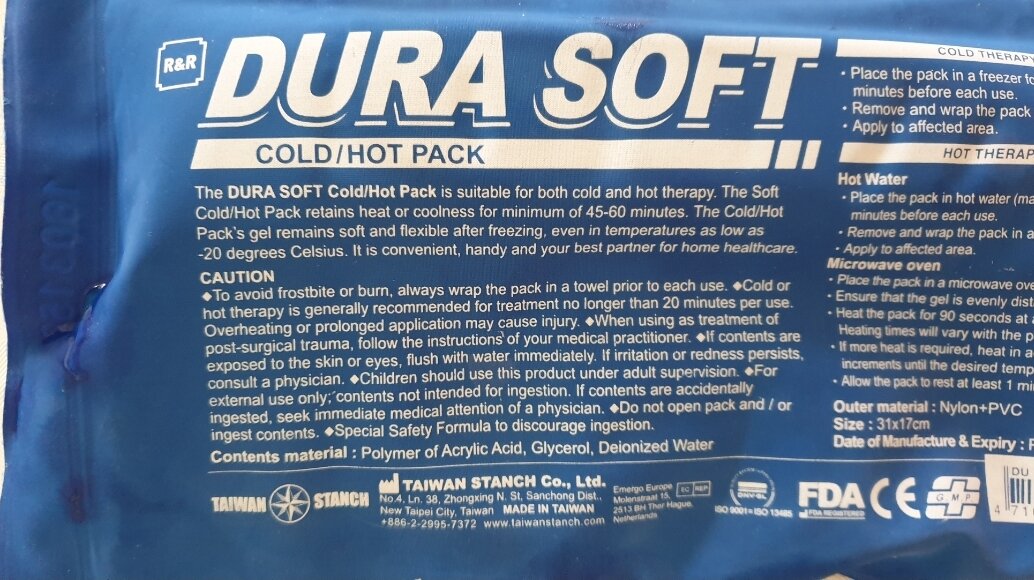 R&R
DURA SOFT
COLD/HOT PACK
The DURA SOFT Cold/Hot Pack is suitable for both cold and hot therapy. The Soft
Cold/Hot Pack retains heat or coolness for minimum of 45-60 minutes. The Cold/Hot
Pack's gel remains soft and flexible after freezing, even in temperatures as low as
-20 degrees Celsius. It is convenient, handy and your best partner for home healthcare.
CAUTION
◆To avoid frostbite or burn, always wrap the pack in a towel prior to each use. ◆Cold or
hot therapy is generally recommended for treatment no longer than 20 minutes per use.
Overheating or prolonged application may cause injury. ◆When using as treatment of
post-surgical trauma, follow the instructions of your medical practitioner. ◆If contents are
exposed to the skin or eyes, flush with water immediately. If irritation or redness persists,
consult a physician. ◆Children should use this product under adult supervision. ◆For
external use only; contents not intended for ingestion. If contents are accidentally
ingested, seek immediate medical attention of a physician. ◆Do not open pack and / or
ingest contents. ◆Special Safety Formula to discourage ingestion.
Contents material : Polymer of Acrylic Acid, Glycerol, Deionized Water
TAIWAN STANCH
TAIWAN STANCH Co., Ltd.
No.4, Ln. 38, Zhongxing N. St, Sanchong Dist.,
New Taipei City, Taiwan MADE IN TAIWAN
+886-2-2995-7372 www.taiwanstanch.com
Emergo Europe EC REP
Molenstraat 15,
2513 BH Ther Hague,
Netherlands
DNV·GL
ISO 9001 = ISO 13485
FDA
FDA REGISTERED
CE
G.M.P.
COLD THERAPY
· Place the pack in a freezer
minutes before each use.
· Remove and wrap the pack
· Apply to affected area.
HOT THERAP
Hot Water
· Place the pack in hot water (ma
minutes before each use.
· Remove and wrap the pack in a
· Apply to affected area.
Microwave oven
· Place the pack in a microwave ove
· Ensure that the gel is evenly dist
· Heat the pack for 90 seconds at
Heating times will vary with the p
· If more heat is required, heat in a
increments until the desired temp
· Allow the pack to rest at least 1 mi
Outer material : Nylon+PVC
Size : 31x17cm
Date of Manufacture & Expiry :
DU
4 71